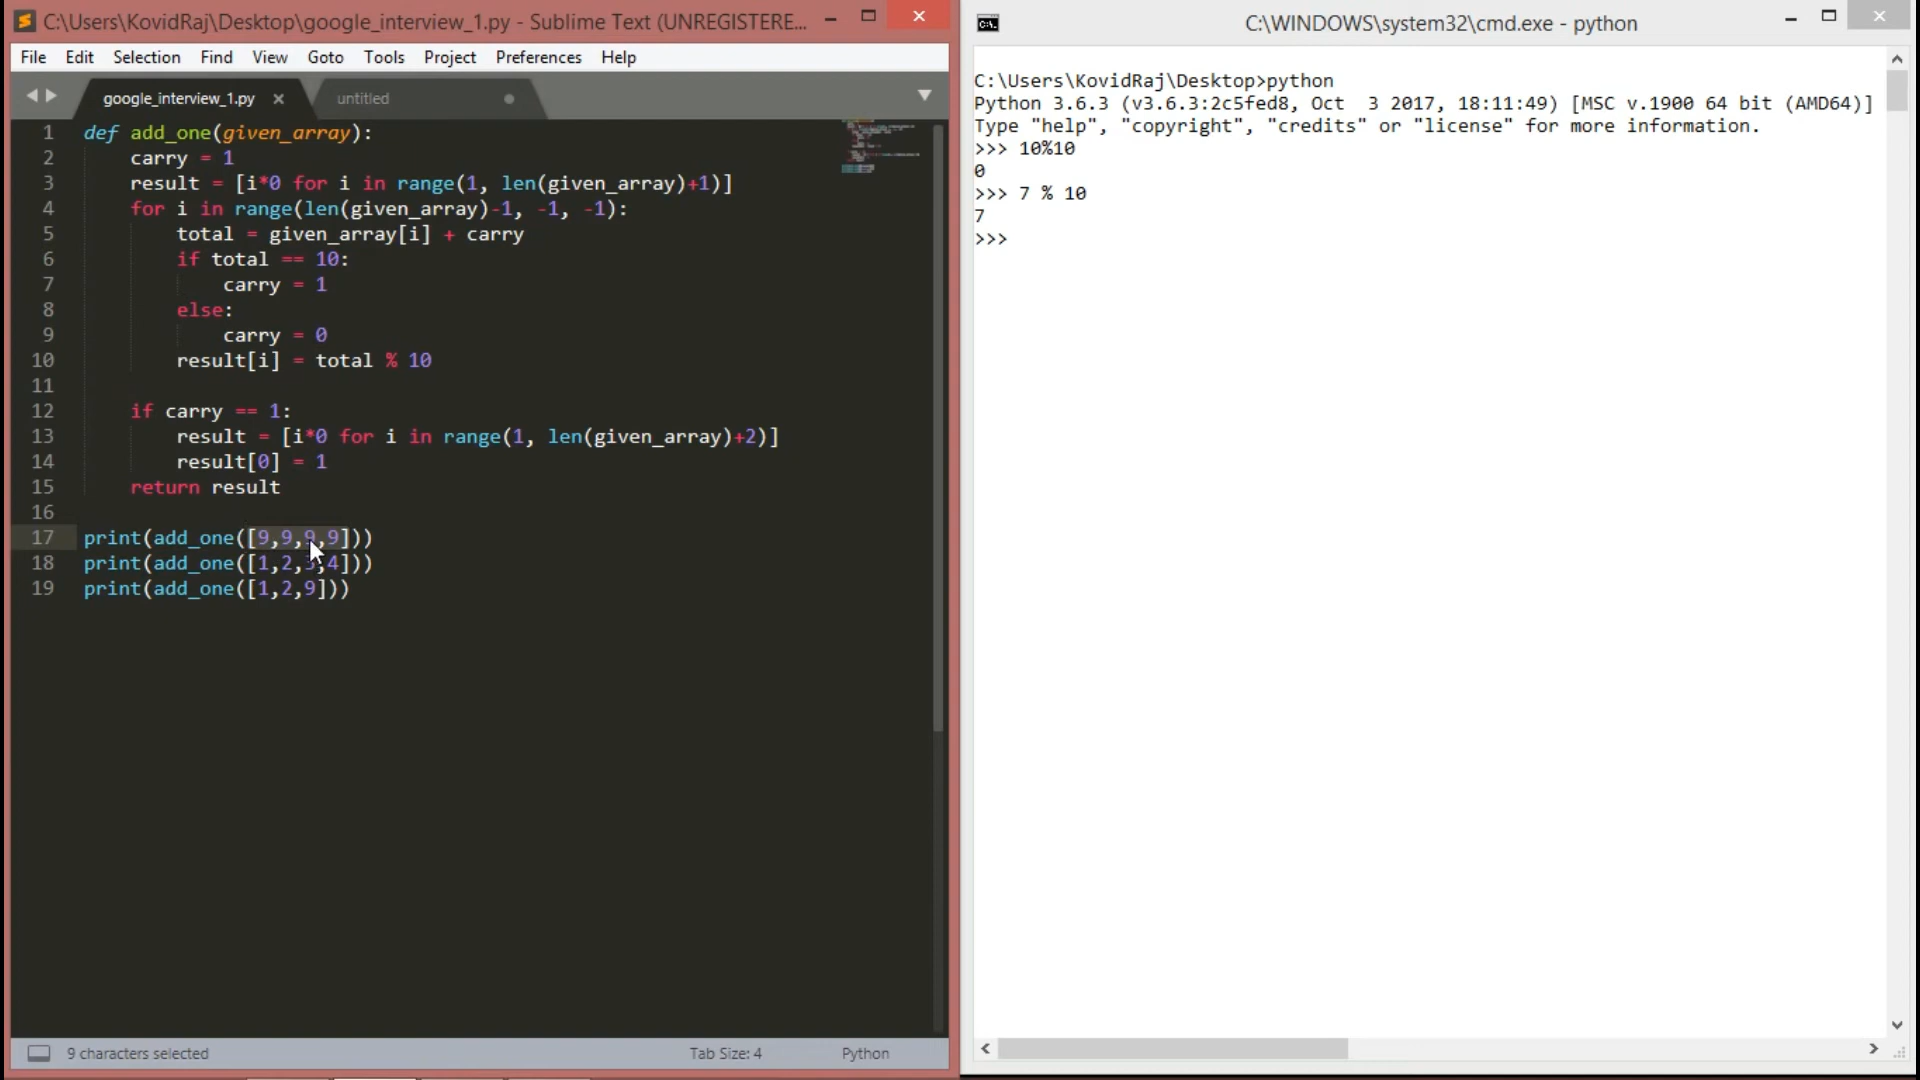 C:\Users\KovidRaj\Desktop\google_interview_1.py - Sublime Text (UNREGISTERE...
File Edit Selection Find View Goto Tools Project Preferences Help
google_interview_1.py × untitled
1 def add_one(given_array):
2     carry = 1
3     result = [i*0 for i in range(1, len(given_array)+1)]
4     for i in range(len(given_array)-1, -1, -1):
5         total = given_array[i] + carry
6         if total == 10:
7             carry = 1
8         else:
9             carry = 0
10         result[i] = total % 10
11
12     if carry == 1:
13         result = [i*0 for i in range(1, len(given_array)+2)]
14         result[0] = 1
15     return result
16
17 print(add_one([9,9,9,9]))
18 print(add_one([1,2,3,4]))
19 print(add_one([1,2,9]))
9 characters selected Tab Size: 4 Python
C:\WINDOWS\system32\cmd.exe - python
C:\Users\KovidRaj\Desktop>python
Python 3.6.3 (v3.6.3:2c5fed8, Oct  3 2017, 18:11:49) [MSC v.1900 64 bit (AMD64)]
Type "help", "copyright", "credits" or "license" for more information.
>>> 10%10
0
>>> 7 % 10
7
>>>